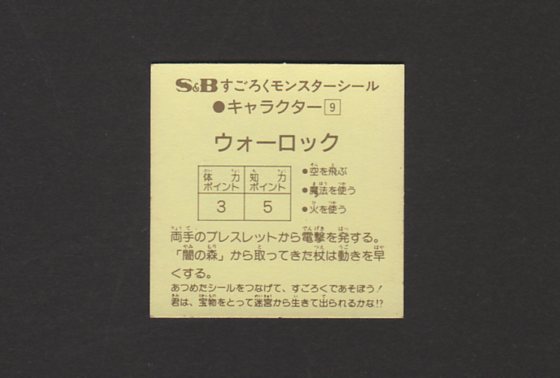 S&Bすごろくモンスターシール
●キャラクター9
ウォーロック
体力ポイント 知力ポイント
3 5
●空を飛ぶ
●魔法を使う
●火を使う
両手のブレスレットから電撃を発する。
「闇の森」から取ってきた杖は動きを早
くする。
あつめたシールをつなげて、すごろくであそぼう!
君は、宝物をとって迷宮から生きて出られるかな!?